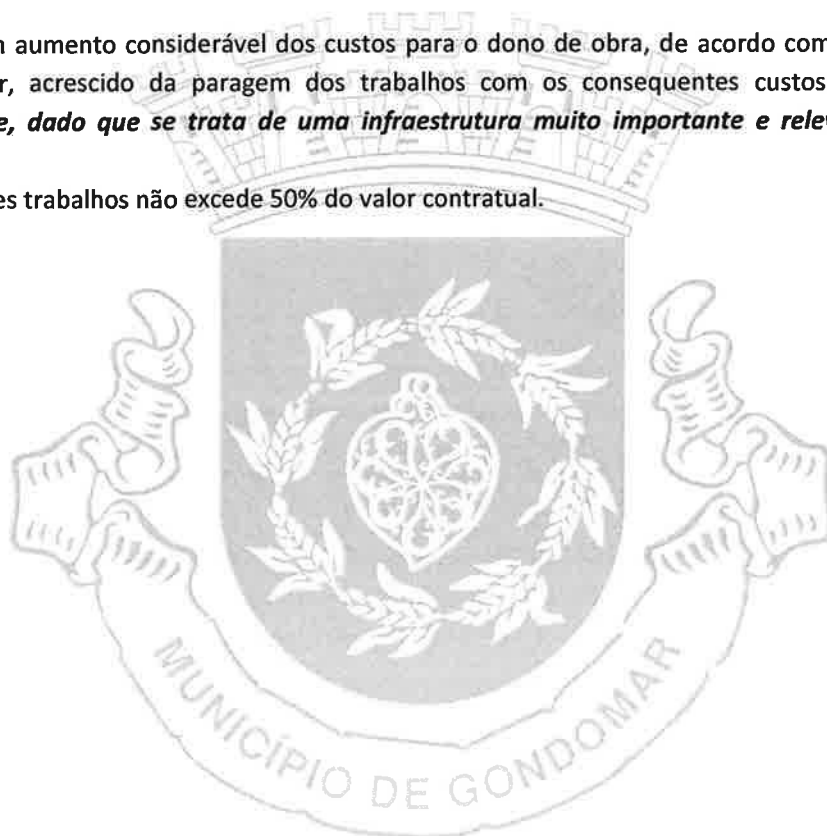 aumento considerável dos custos para o dono de obra, de acordo com
acrescido da paragem dos trabalhos com os consequentes custos
dado que se trata de uma infraestrutura muito importante e
trabalhos não excede 50% do valor contratual.
MUNICÍPIO DE GONDOMAR